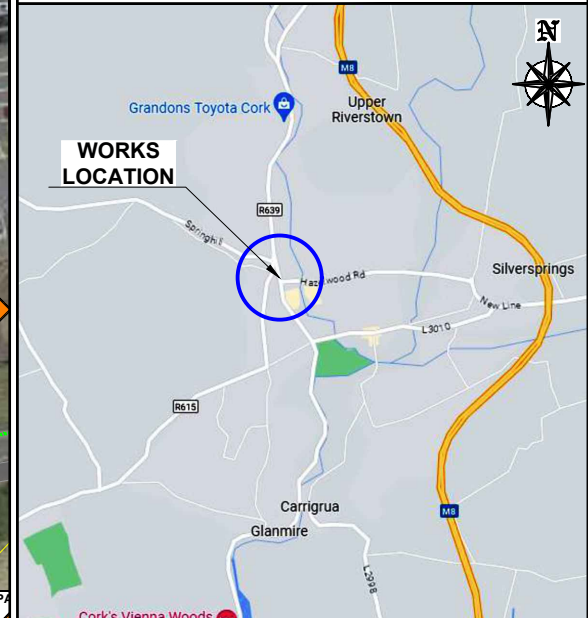 N
M8
Grandons Toyota Cork
Upper
Riverstown
WORKS
LOCATION
R639
Springhill
Hazelwood Rd
Silversprings
New Line
L3010
R615
Carrigrua
Glanmire
M8
L2998
Cork's Vienna Woods